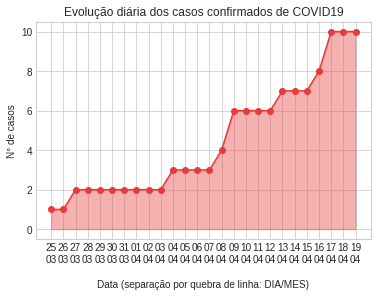 Evolução diária dos casos confirmados de COVID19
N° de casos
10
8
6
4
2
0
25 26 27 28 29 30 31 01 02 03 04 05 06 07 08 09 10 11 12 13 14 15 16 17 18 19
03 03 03 03 03 03 03 04 04 04 04 04 04 04 04 04 04 04 04 04 04 04 04 04 04 04
Data (separação por quebra de linha: DIA/MES)